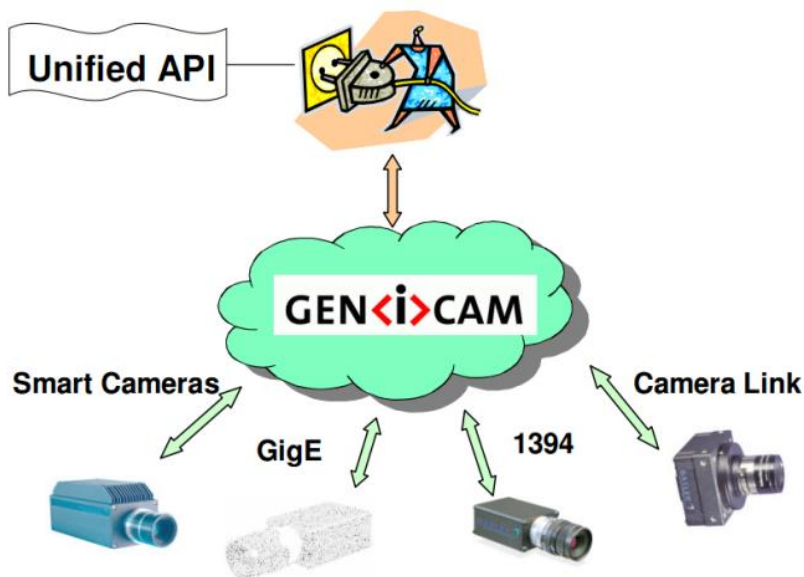 Unified API
GEN<i>CAM
Smart Cameras
Camera Link
GigE
1394